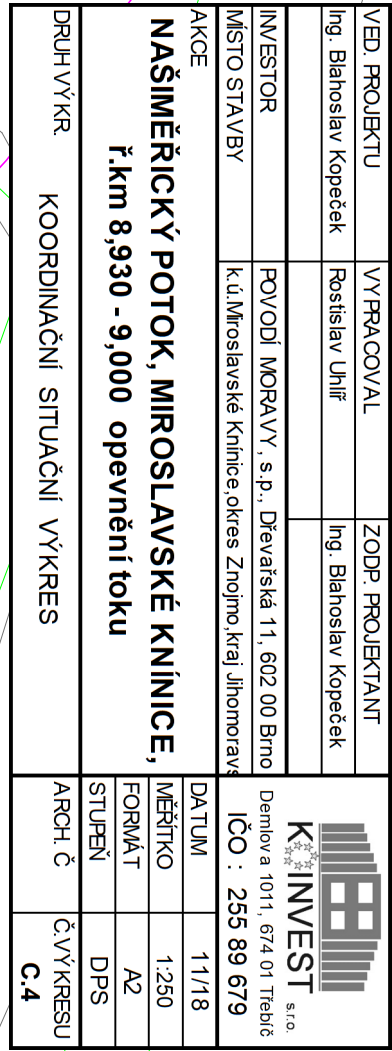 VED. PROJEKTU VYPRACOVAL ZODP. PROJEKTANT
Ing. Blahoslav Kopeček Rostislav Uhlíř Ing. Blahoslav Kopeček
K INVEST s.r.o.
Demlova 1011, 674 01 Třebíč
IČO : 255 89 679
INVESTOR POVODÍ MORAVY, s.p., Dřevařská 11, 602 00 Brno
MÍSTO STAVBY k.ú.Miroslavské Knínice,okres Znojmo,kraj Jihomoravs
AKCE
NAŠIMĚŘICKÝ POTOK, MIROSLAVSKÉ KNÍNICE,
ř.km 8,930 - 9,000 opevnění toku
DATUM 11/18
MĚŘÍTKO 1:250
FORMÁT A2
STUPEŇ DPS
DRUH VÝKR. KOORDINAČNÍ SITUAČNÍ VÝKRES
ARCH. Č Č.VÝKRESU
C.4